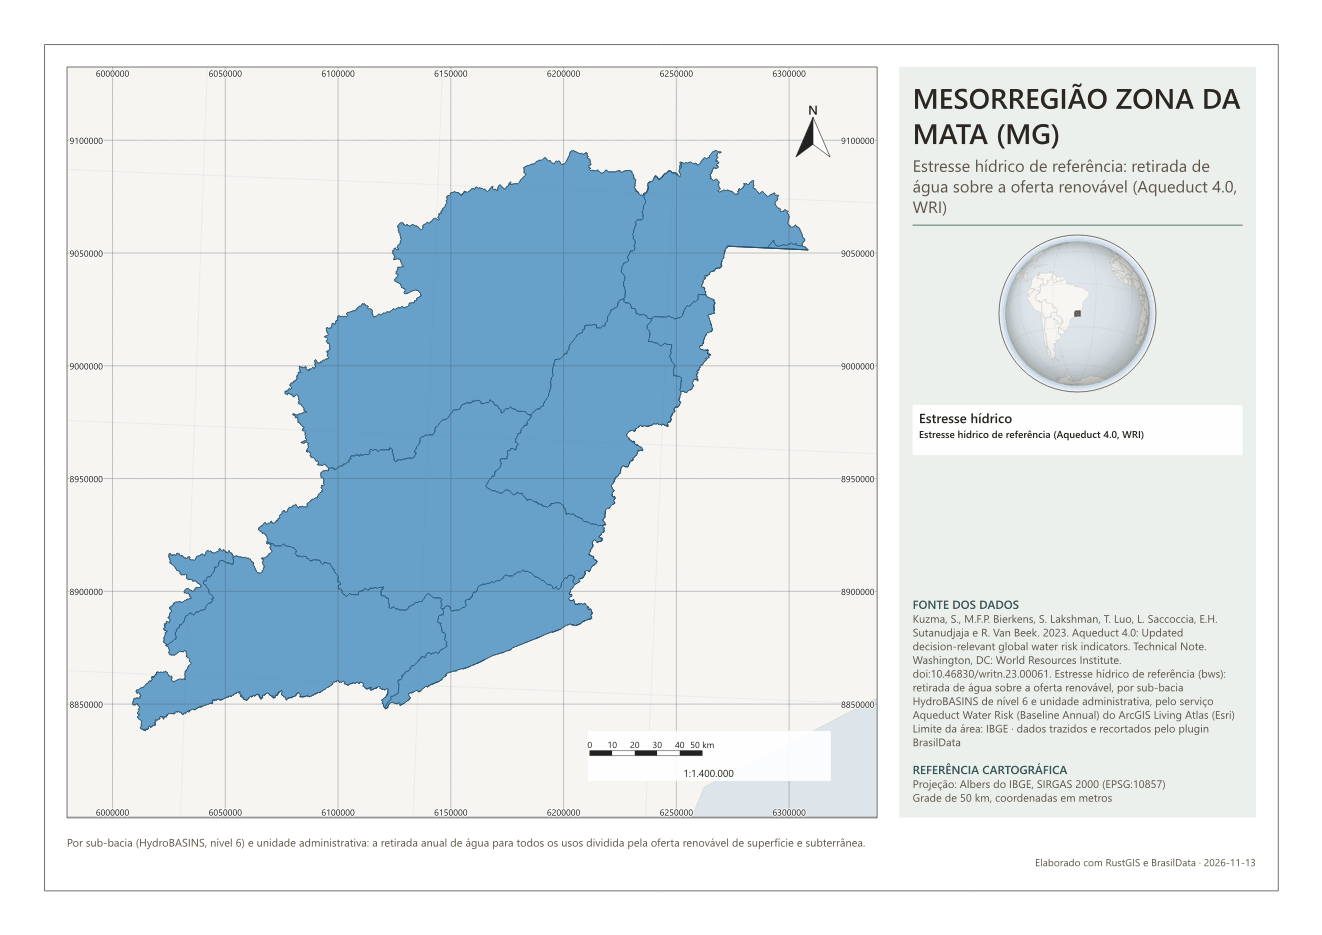 6000000 6050000 6100000 6150000 6200000 6250000 6300000
N
9100000 9100000
9050000 9050000
9000000 9000000
8950000 8950000
8900000 8900000
8850000 8850000
0 10 20 30 40 50 km
1:1.400.000
6000000 6050000 6100000 6150000 6200000 6250000 6300000
MESORREGIÃO ZONA DA
MATA (MG)
Estresse hídrico de referência: retirada de
água sobre a oferta renovável (Aqueduct 4.0,
WRI)
Estresse hídrico
Estresse hídrico de referência (Aqueduct 4.0, WRI)
FONTE DOS DADOS
Kuzma, S., M.F.P. Bierkens, S. Lakshman, T. Luo, L. Saccoccia, E.H.
Sutanudjaja e R. Van Beek. 2023. Aqueduct 4.0: Updated
decision-relevant global water risk indicators. Technical Note.
Washington, DC: World Resources Institute.
doi:10.46830/writn.23.00061. Estresse hídrico de referência (bws):
retirada de água sobre a oferta renovável, por sub-bacia
HydroBASINS de nível 6 e unidade administrativa, pelo serviço
Aqueduct Water Risk (Baseline Annual) do ArcGIS Living Atlas (Esri)
Limite da área: IBGE · dados trazidos e recortados pelo plugin
BrasilData
REFERÊNCIA CARTOGRÁFICA
Projeção: Albers do IBGE, SIRGAS 2000 (EPSG:10857)
Grade de 50 km, coordenadas em metros
Por sub-bacia (HydroBASINS, nível 6) e unidade administrativa: a retirada anual de água para todos os usos dividida pela oferta renovável de superfície e subterrânea.
Elaborado com RustGIS e BrasilData · 2026-11-13